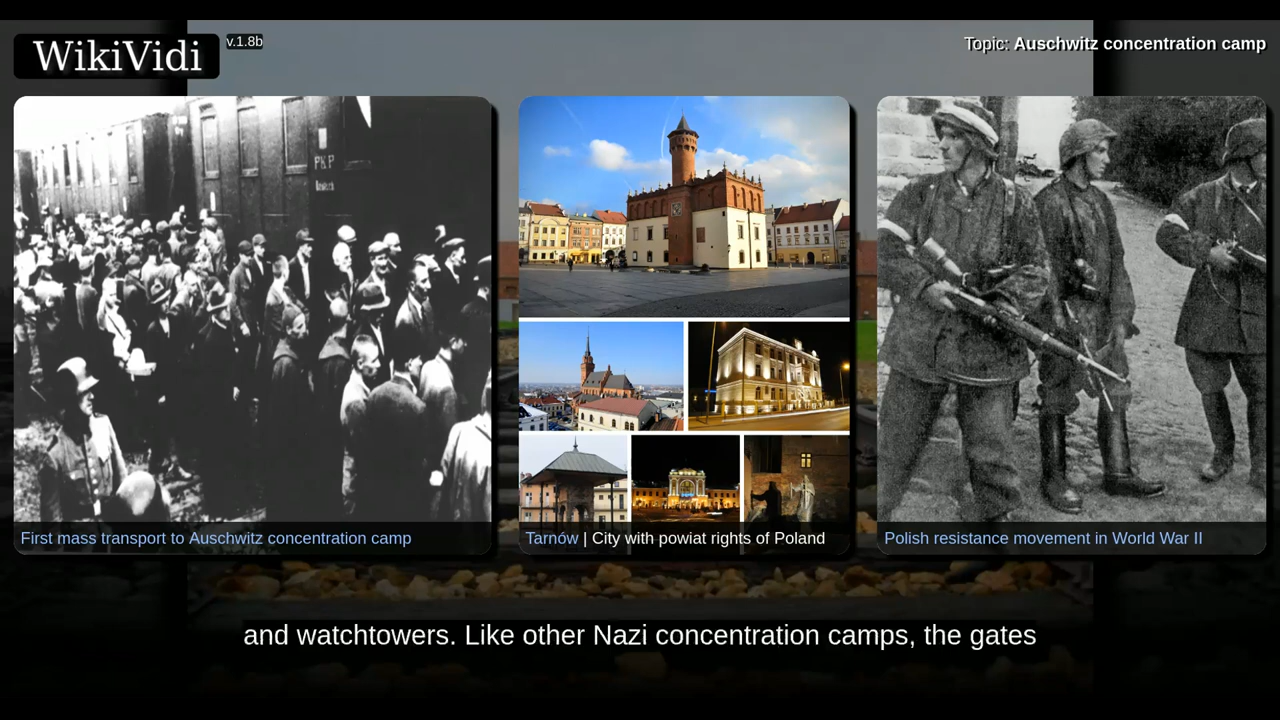 WikiVidi
v.1.8b
Topic: Auschwitz concentration camp
PKP
First mass transport to Auschwitz concentration camp
Tarnów | City with powiat rights of Poland
Polish resistance movement in World War II
and watchtowers. Like other Nazi concentration camps, the gates